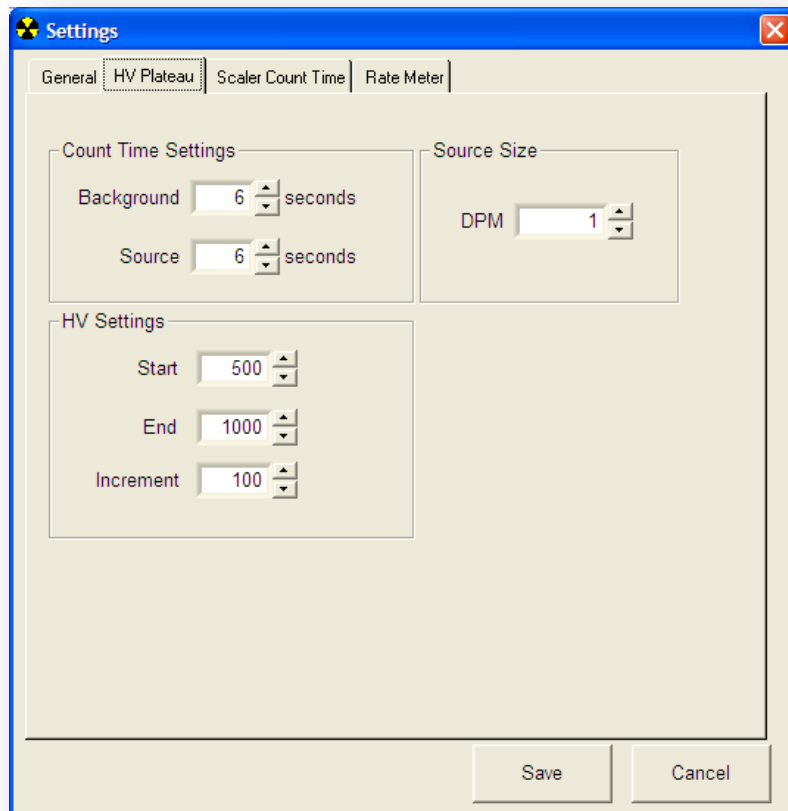 Settings
General HV Plateau Scaler Count Time Rate Meter
Count Time Settings
Background 6 seconds
Source 6 seconds
Source Size
DPM 1
HV Settings
Start 500
End 1000
Increment 100
Save Cancel